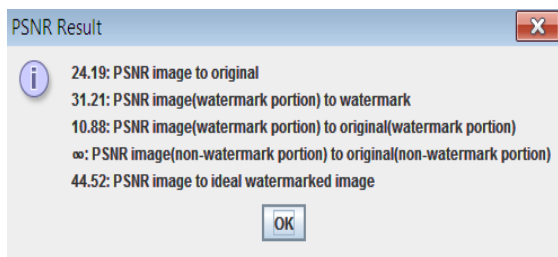 PSNR Result
24.19: PSNR image to original
31.21: PSNR image(watermark portion) to watermark
10.88: PSNR image(watermark portion) to original(watermark portion)
∞: PSNR image(non-watermark portion) to original(non-watermark portion)
44.52: PSNR image to ideal watermarked image
OK